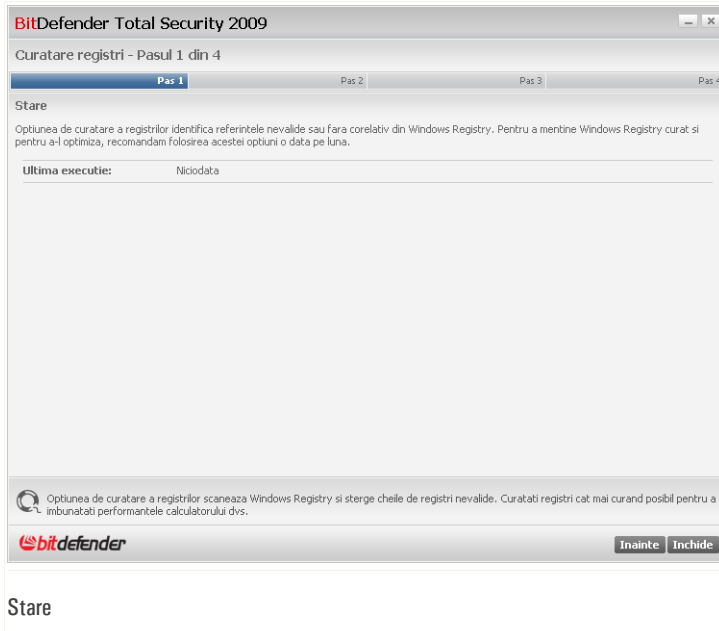 BitDefender Total Security 2009
Curatare registri - Pasul 1 din 4
Pas 1 Pas 2 Pas 3 Pas 4
Stare
Optiunea de curatare a registrilor identifica referintele nevalide sau fara corelativ din Windows Registry. Pentru a mentine Windows Registry curat si
pentru a-l optimiza, recomandam folosirea acestei optiuni o data pe luna.
Ultima executie: Niciodata
Optiunea de curatare a registrilor scaneaza Windows Registry si sterge cheile de registri nevalide. Curatati registri cat mai curand posibil pentru a
imbunatati performantele calculatorului dvs.
bitdefender Inainte Inchide
Stare